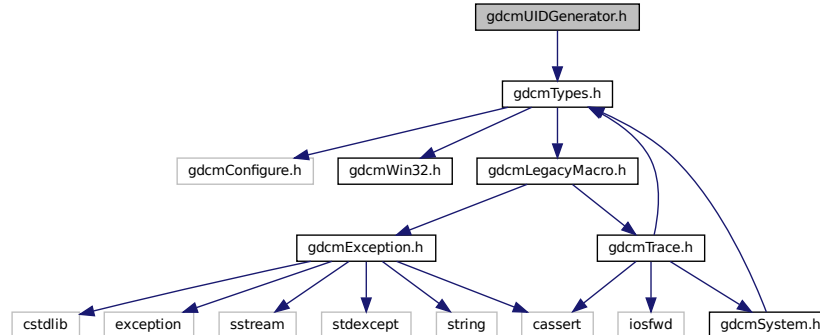 gdcmUIDGenerator.h
gdcmTypes.h
gdcmConfigure.h
gdcmWin32.h
gdcmLegacyMacro.h
gdcmException.h
gdcmTrace.h
cstdlib
exception
sstream
stdexcept
string
cassert
iosfwd
gdcmSystem.h